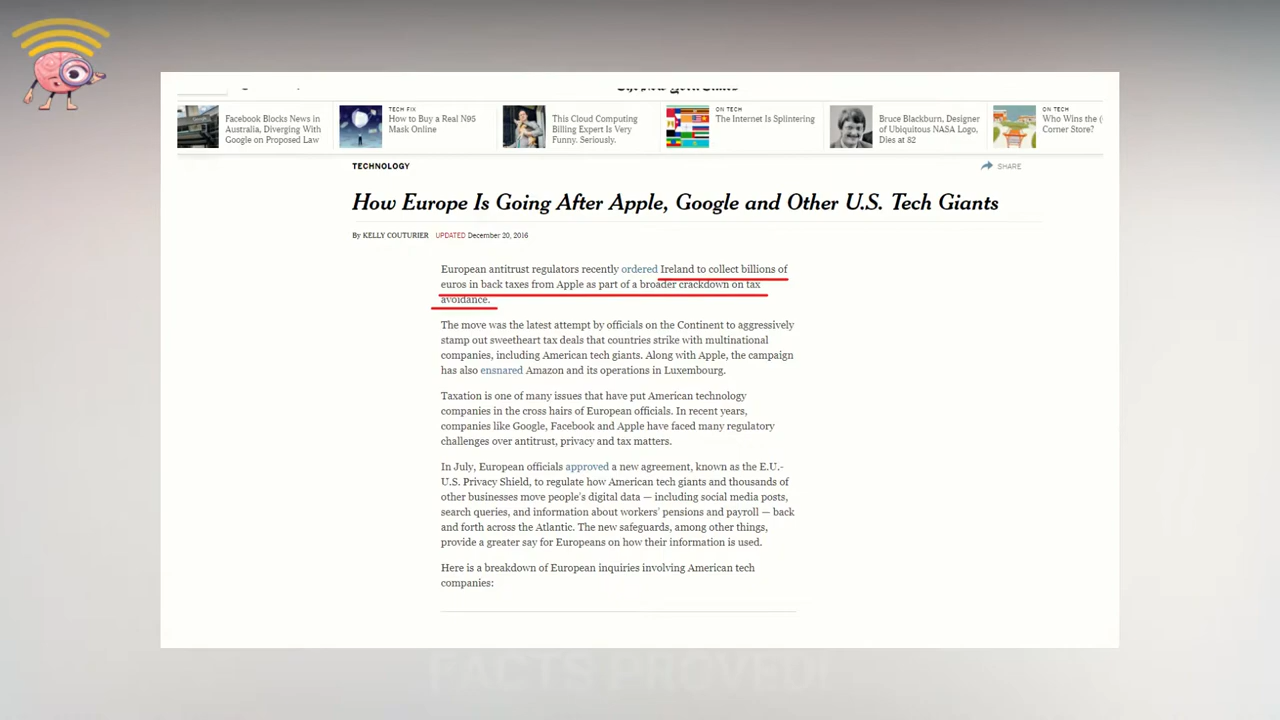 Facebook Blocks News in
Australia, Diverging With
Google on Proposed Law
TECH FIX
How to Buy a Real N95
Mask Online
This Cloud Computing
Billing Expert Is Very
Funny. Seriously.
ON TECH
The Internet Is Splintering
Bruce Blackburn, Designer
of Ubiquitous NASA Logo,
Dies at 82
ON TECH
Who Wins the
Corner Store?
TECHNOLOGY
SHARE
How Europe Is Going After Apple, Google and Other U.S. Tech Giants
By KELLY COUTURIER UPDATED December 20, 2016
European antitrust regulators recently ordered Ireland to collect billions of
euros in back taxes from Apple as part of a broader crackdown on tax
avoidance.
The move was the latest attempt by officials on the Continent to aggressively
stamp out sweetheart tax deals that countries strike with multinational
companies, including American tech giants. Along with Apple, the campaign
has also ensnared Amazon and its operations in Luxembourg.
Taxation is one of many issues that have put American technology
companies in the cross hairs of European officials. In recent years,
companies like Google, Facebook and Apple have faced many regulatory
challenges over antitrust, privacy and tax matters.
In July, European officials approved a new agreement, known as the E.U.-
U.S. Privacy Shield, to regulate how American tech giants and thousands of
other businesses move people's digital data — including social media posts,
search queries, and information about workers' pensions and payroll — back
and forth across the Atlantic. The new safeguards, among other things,
provide a greater say for Europeans on how their information is used.
Here is a breakdown of European inquiries involving American tech
companies:
FACTS PROVED!